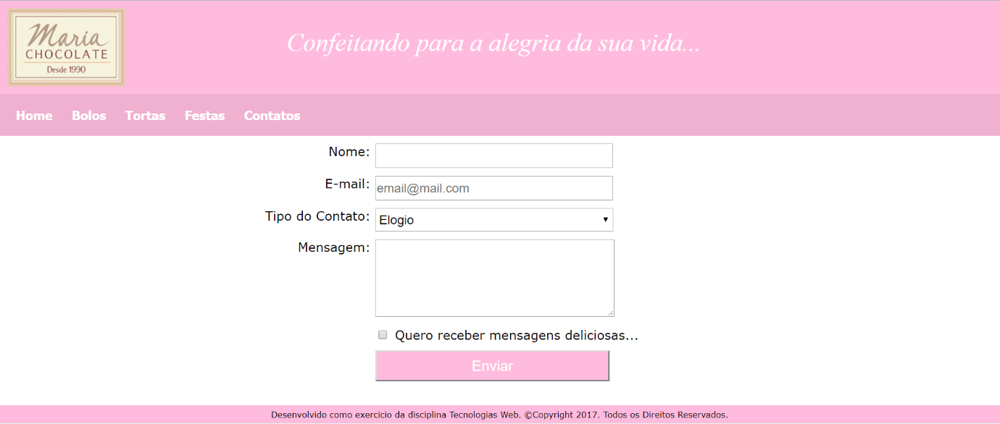 Maria
CHOCOLATE
Desde 1990
Confeitando para a alegria da sua vida...
Home Bolos Tortas Festas Contatos
Nome:
E-mail: email@mail.com
Tipo do Contato: Elogio
Mensagem:
Quero receber mensagens deliciosas...
Enviar
Desenvolvido como exercício da disciplina Tecnologias Web. ©Copyright 2017. Todos os Direitos Reservados.